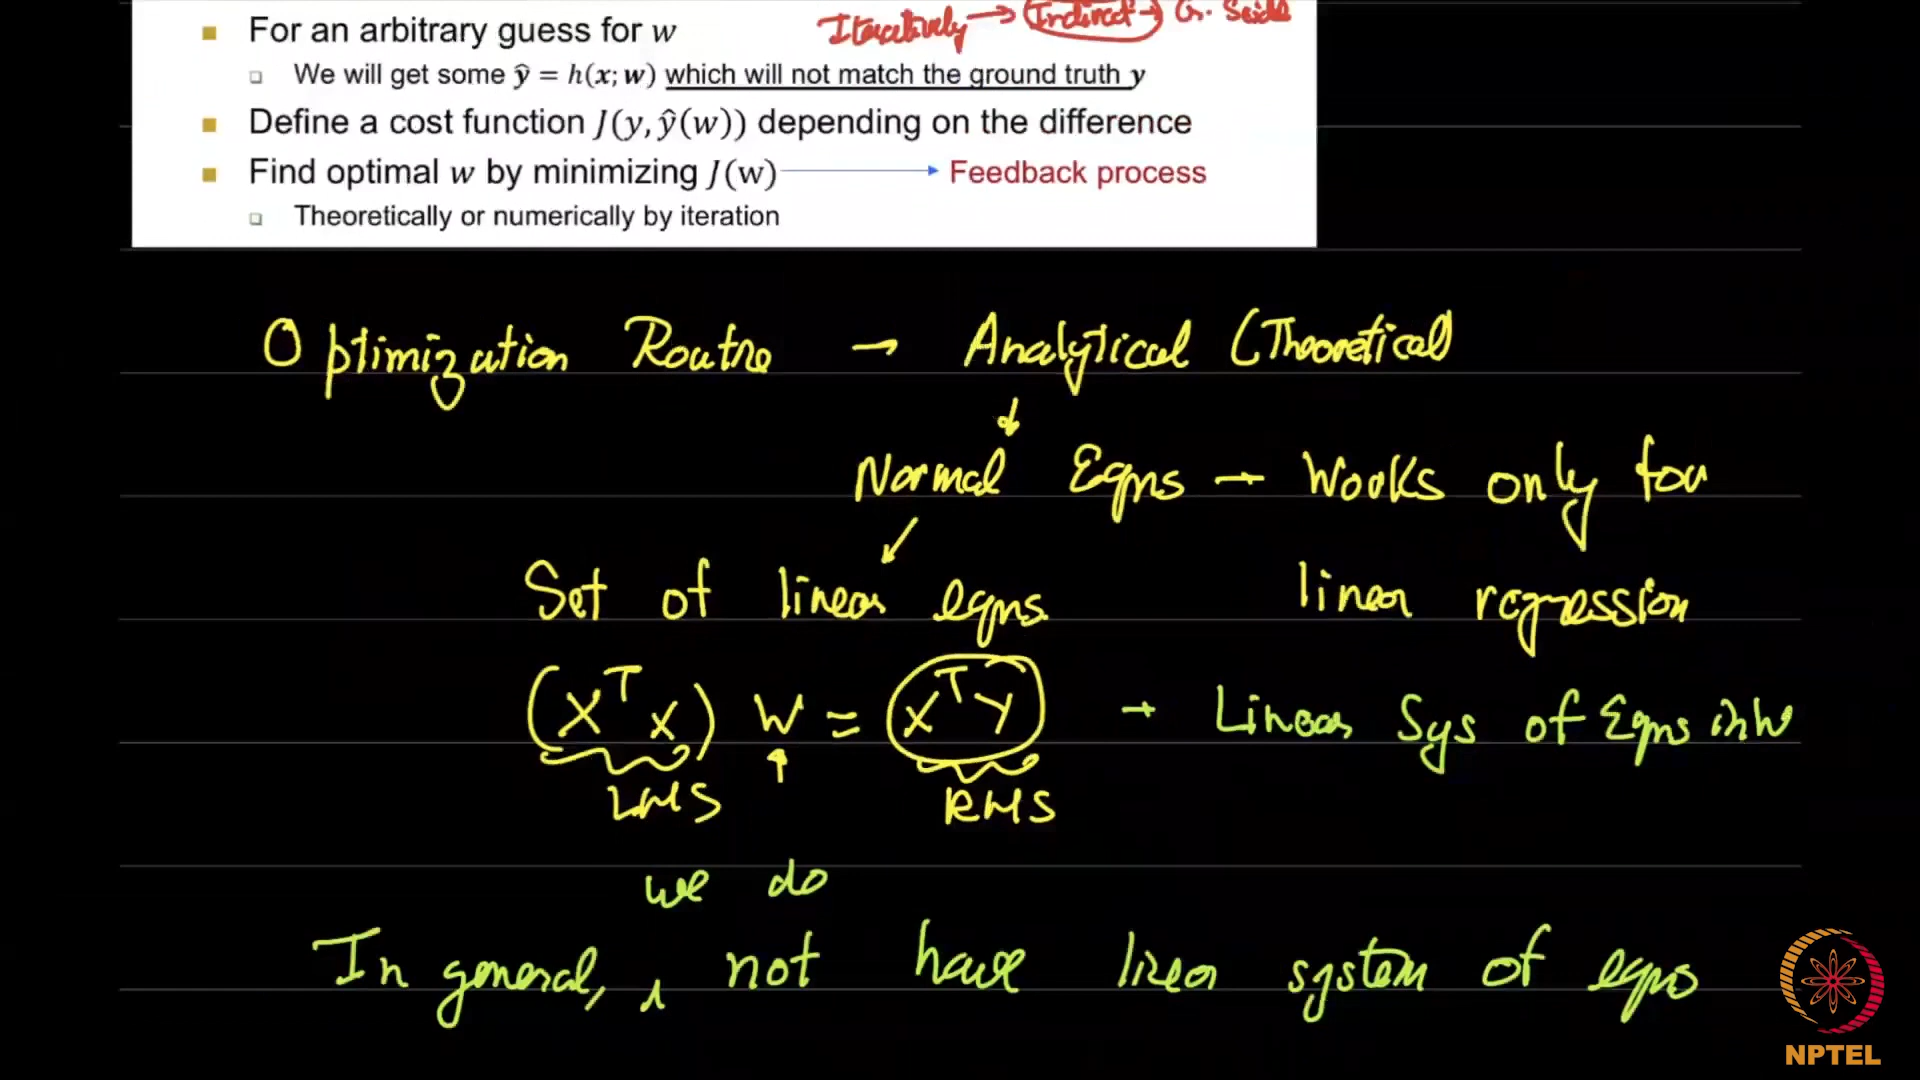 Iteratively → Indirect → G. Seidel
For an arbitrary guess for w
We will get some ŷ = h(x; w) which will not match the ground truth y
Define a cost function J(y, ŷ(w)) depending on the difference
Find optimal w by minimizing J(w) → Feedback process
Theoretically or numerically by iteration
Optimization Routne → Analytical (Theoretical)
Normal Eqns → Works only for
Set of linear eqns. linear regression
(X^T X) W = X^T Y → Linear Sys of Eqns in W
LHS RHS
we do
In general, ʌ not have linear system of eqns
NPTEL